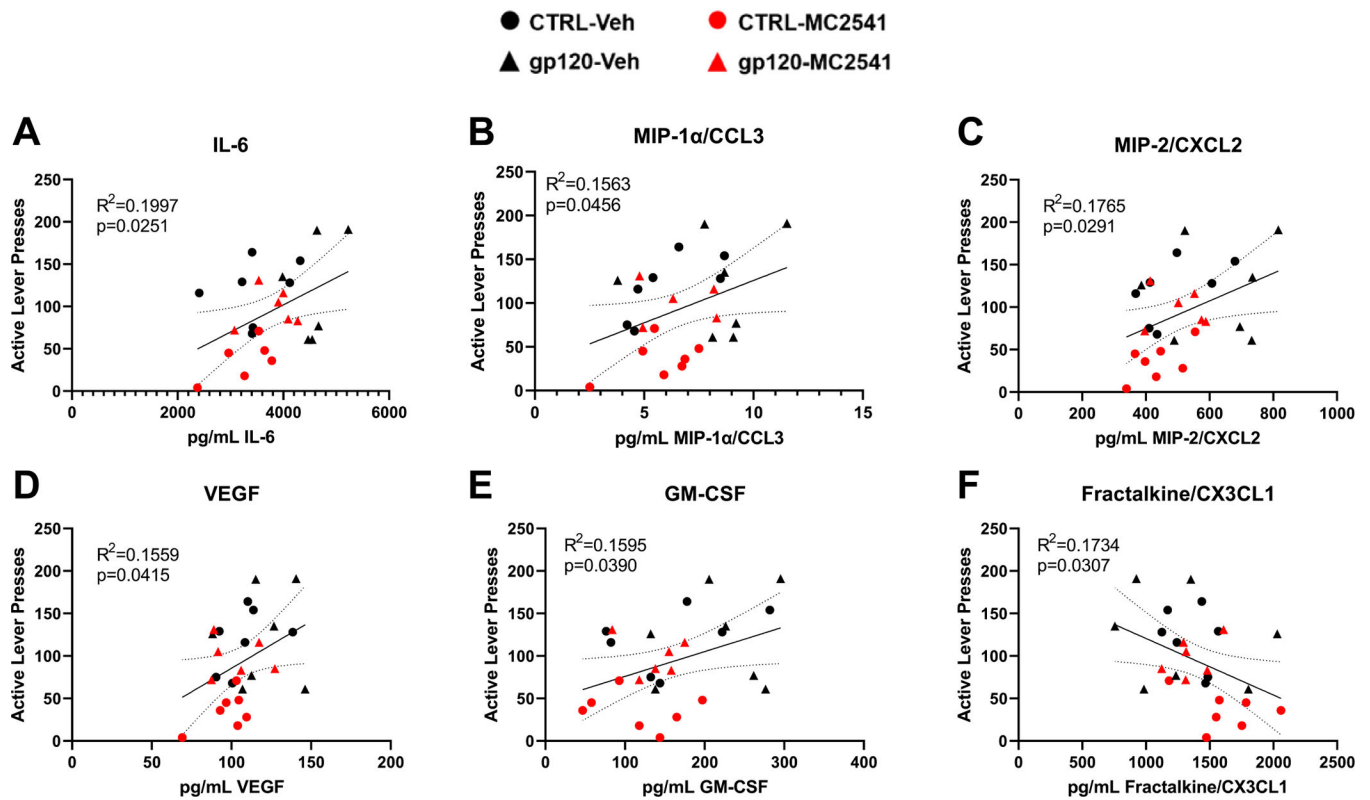 CTRL-Veh
CTRL-MC2541
gp120-Veh
gp120-MC2541
A
IL-6
Active Lever Presses
250
200
150
100
50
0
R²=0.1997
p=0.0251
0
2000
4000
6000
pg/mL IL-6
B
MIP-1α/CCL3
Active Lever Presses
250
200
150
100
50
0
R²=0.1563
p=0.0456
0
5
10
15
pg/mL MIP-1α/CCL3
C
MIP-2/CXCL2
Active Lever Presses
250
200
150
100
50
0
R²=0.1765
p=0.0291
0
200
400
600
800
1000
pg/mL MIP-2/CXCL2
D
VEGF
Active Lever Presses
250
200
150
100
50
0
R²=0.1559
p=0.0415
0
50
100
150
200
pg/mL VEGF
E
GM-CSF
Active Lever Presses
250
200
150
100
50
0
R²=0.1595
p=0.0390
0
100
200
300
400
pg/mL GM-CSF
F
Fractalkine/CX3CL1
Active Lever Presses
250
200
150
100
50
0
R²=0.1734
p=0.0307
0
500
1000
1500
2000
2500
pg/mL Fractalkine/CX3CL1